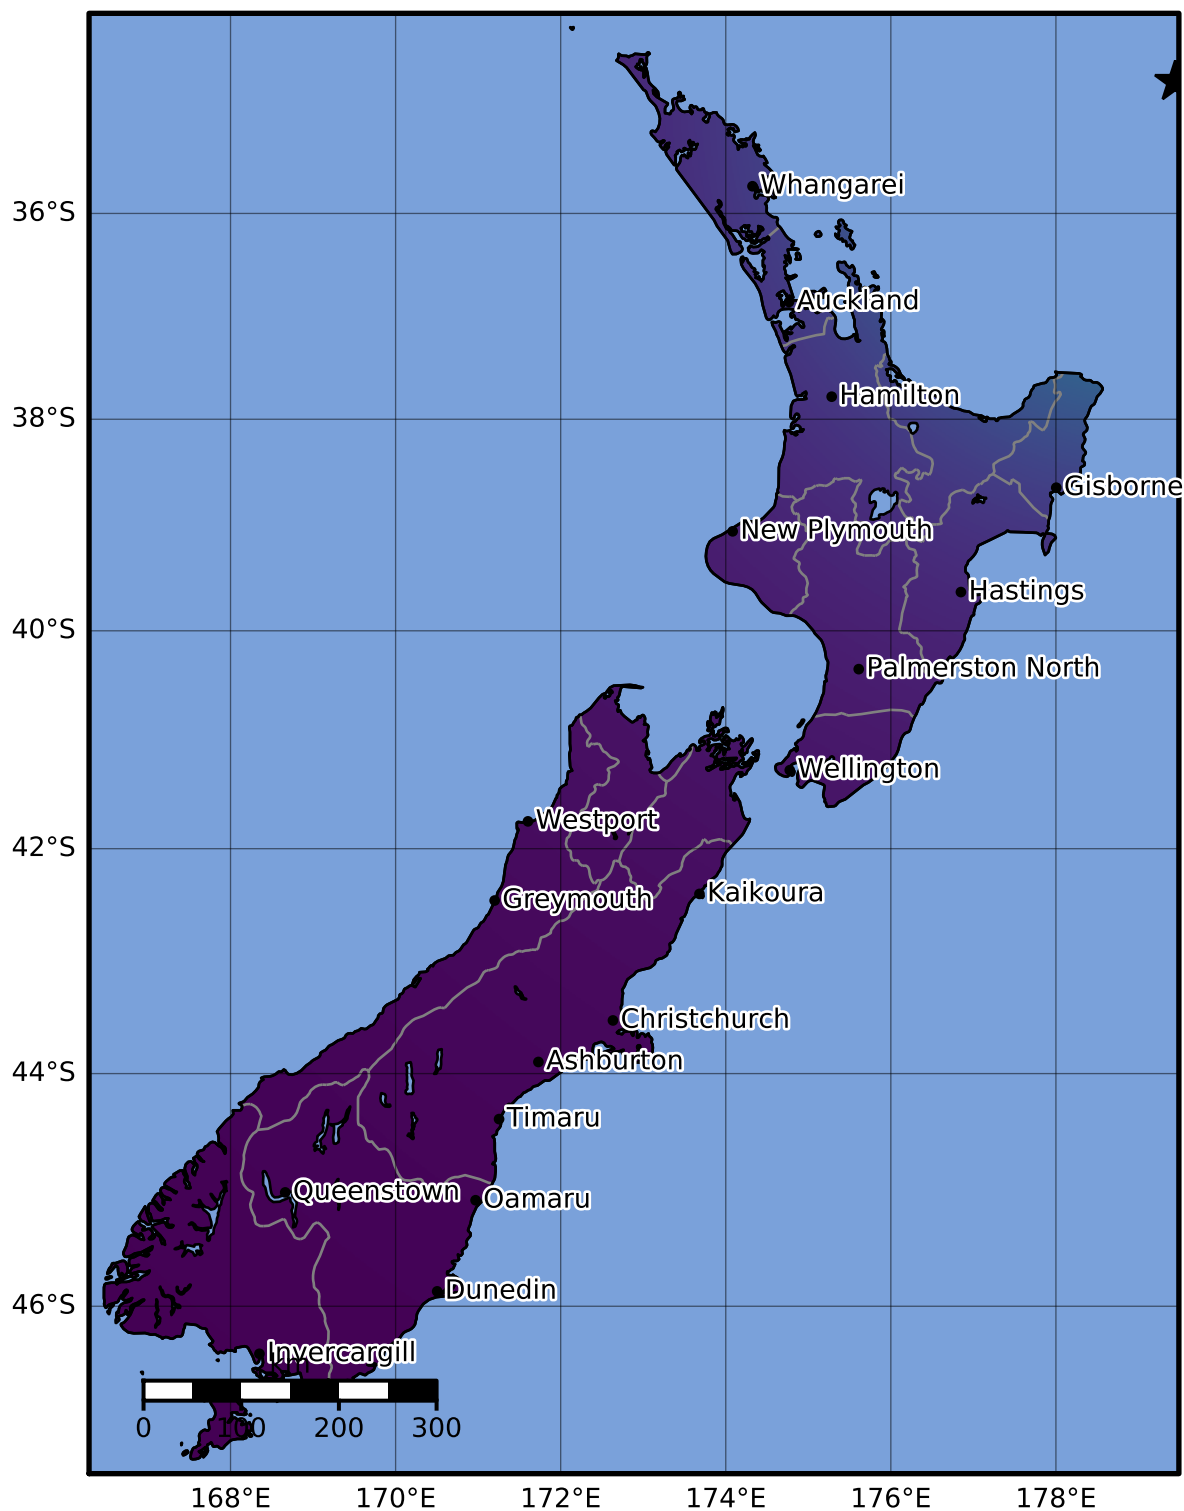 Whangarei
36°S
Auckland
Hamilton
38°S
Gisborne
New Plymouth
Hastings
40°S
Palmerston North
Wellington
Westport
42°S
Kaikoura
Greymouth
Christchurch
Ashburton
44°S
Timaru
Queenstown
Oamaru
Dunedin
46°S
Invercargill
km
0 100 200 300
168°E 170°E 172°E 174°E 176°E 178°E